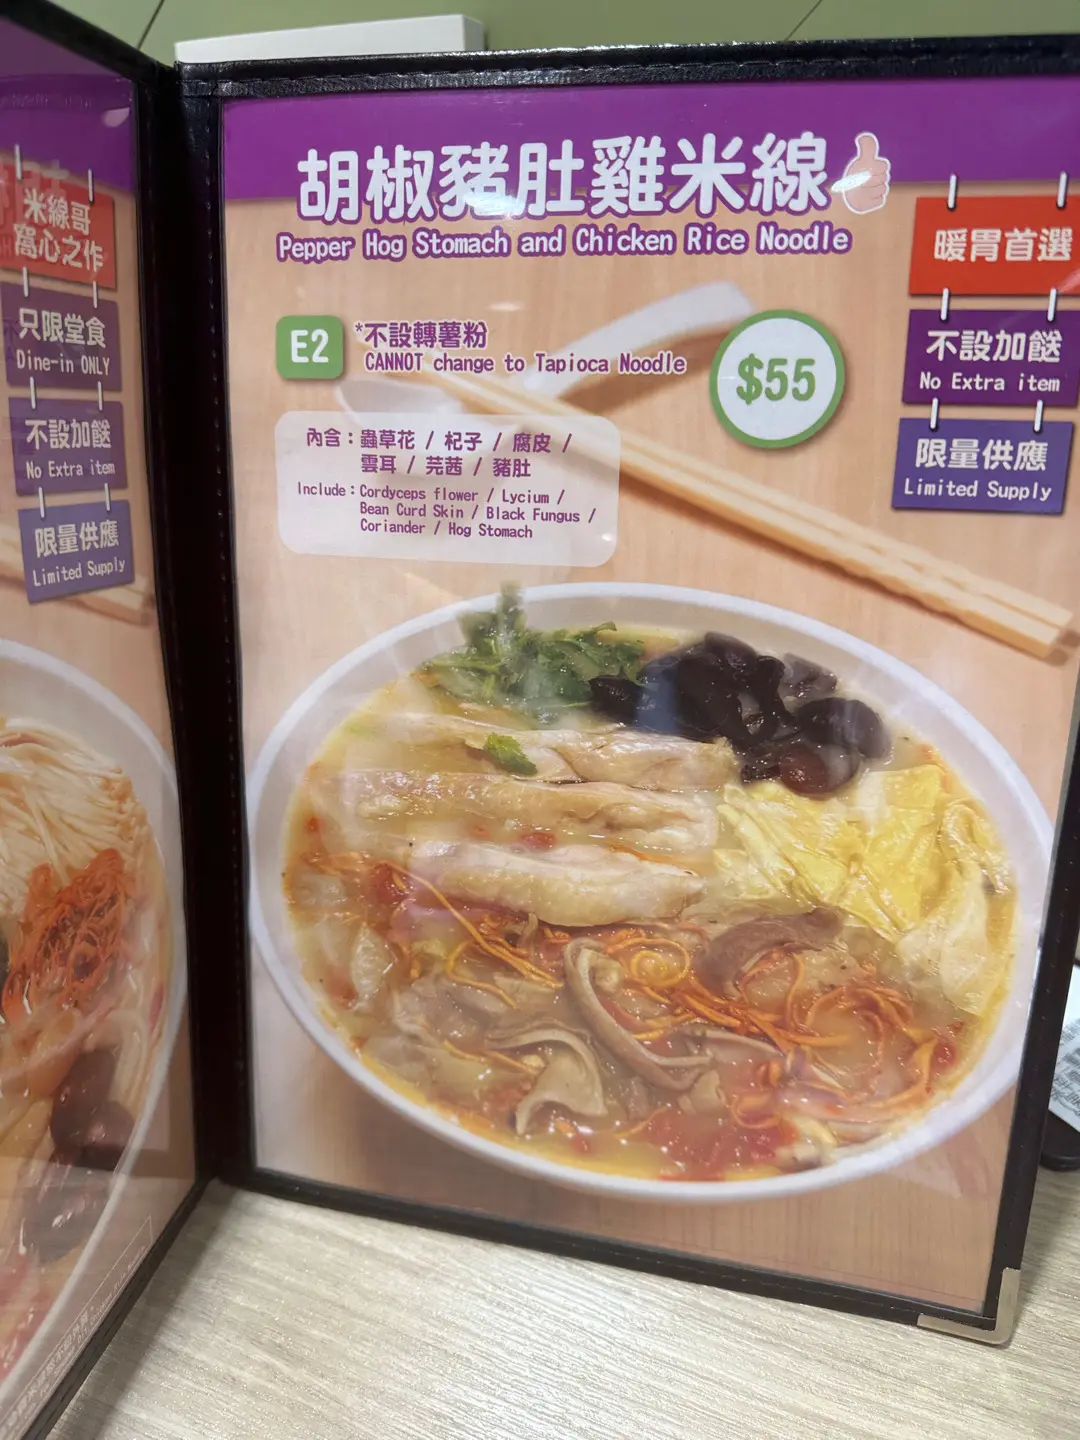 米線哥
窩心之作
只限堂食
Dine-in ONLY
不設加餸
No Extra item
限量供應
Limited Supply
胡椒豬肚雞米線
Pepper Hog Stomach and Chicken Rice Noodle
暖胃首選
不設加餸
No Extra item
限量供應
Limited Supply
E2
*不設轉薯粉
CANNOT change to Tapioca Noodle
$55
內含：蟲草花 / 杞子 / 腐皮 /
雲耳 / 芫茜 / 豬肚
Include：Cordyceps flower / Lycium /
Bean Curd Skin / Black Fungus /
Coriander / Hog Stomach